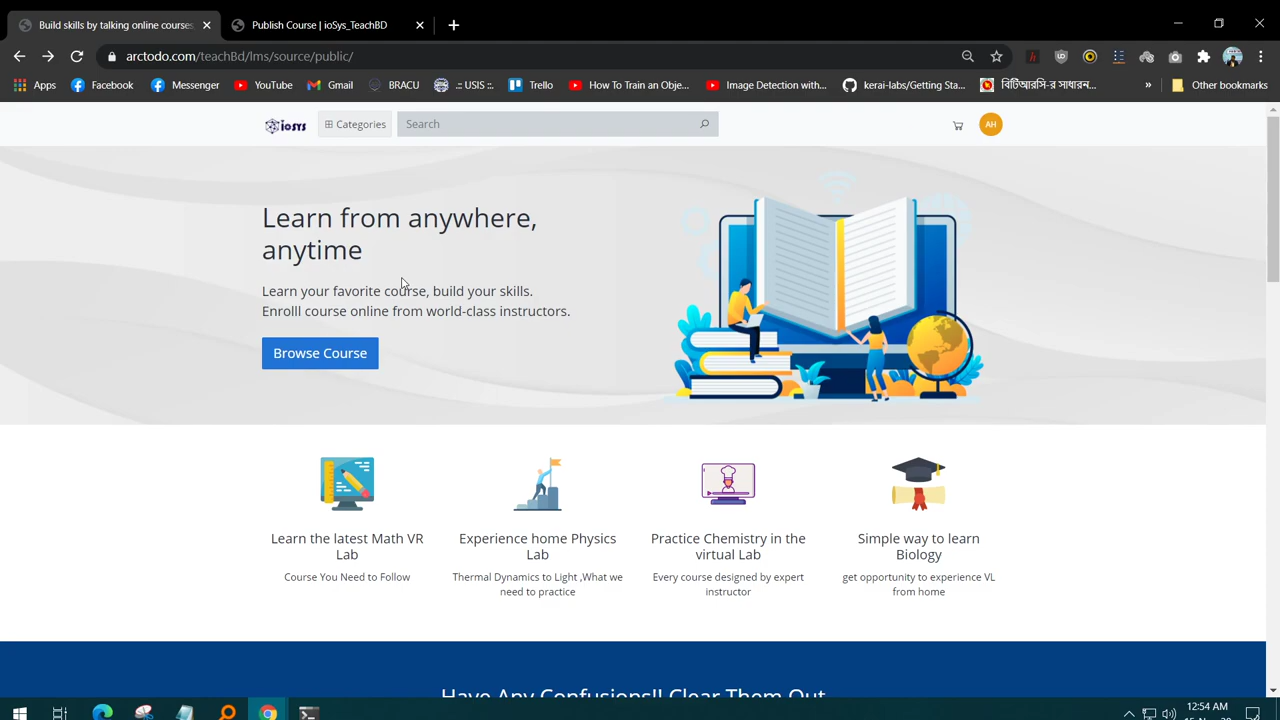 Build skills by talking online courses
Publish Course | ioSys_TeachBD
arctodo.com/teachBd/lms/source/public/
Apps Facebook Messenger YouTube Gmail BRACU .:: USIS ::. Trello How To Train an Obje... Image Detection with... kerai-labs/Getting Sta... বিটিআরসি-র সাধারন... » Other bookmarks
iosys Categories Search AH
Learn from anywhere,
anytime
Learn your favorite course, build your skills.
Enrolll course online from world-class instructors.
Browse Course
Learn the latest Math VR
Lab
Course You Need to Follow
Experience home Physics
Lab
Thermal Dynamics to Light ,What we
need to practice
Practice Chemistry in the
virtual Lab
Every course designed by expert
instructor
Simple way to learn
Biology
get opportunity to experience VL
from home
Have Any Confusions!! Clear Them Out
12:54 AM